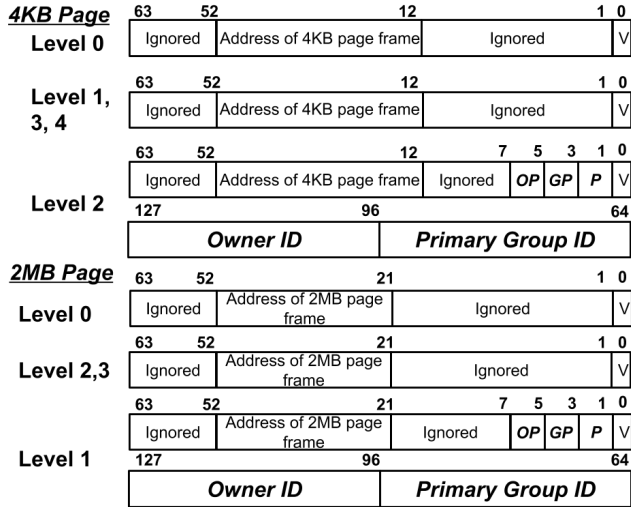 4KB Page
63 52 12 1 0
Level 0
Ignored Address of 4KB page frame Ignored V
63 52 12 1 0
Level 1,
3, 4
Ignored Address of 4KB page frame Ignored V
63 52 12 7 5 3 1 0
Level 2
Ignored Address of 4KB page frame Ignored OP GP P V
127 96 64
Owner ID Primary Group ID
2MB Page
63 52 21 1 0
Level 0
Ignored Address of 2MB page frame Ignored V
63 52 21 1 0
Level 2,3
Ignored Address of 2MB page frame Ignored V
63 52 21 7 5 3 1 0
Ignored Address of 2MB page frame Ignored OP GP P V
Level 1
127 96 64
Owner ID Primary Group ID